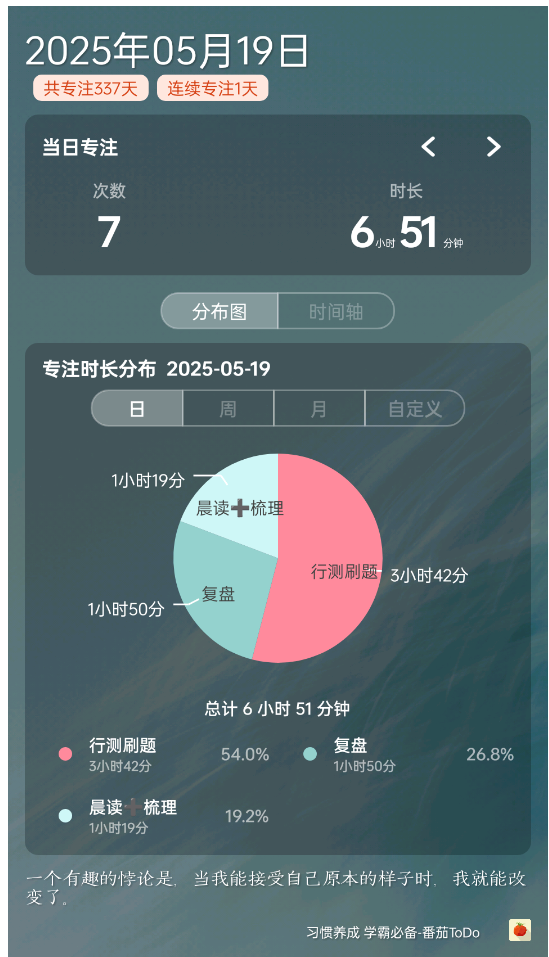 2025年05月19日
共专注337天 连续专注1天
当日专注
次数 时长
7 6小时51分钟
分布图 时间轴
专注时长分布 2025-05-19
日 周 月 自定义
1小时19分
晨读➕梳理
行测刷题 3小时42分
复盘
1小时50分
总计 6 小时 51 分钟
行测刷题 54.0% 复盘 26.8%
3小时42分 1小时50分
晨读➕梳理 19.2%
1小时19分
一个有趣的悖论是，当我能接受自己原本的样子时，我就能改
变了。
习惯养成 学霸必备-番茄ToDo